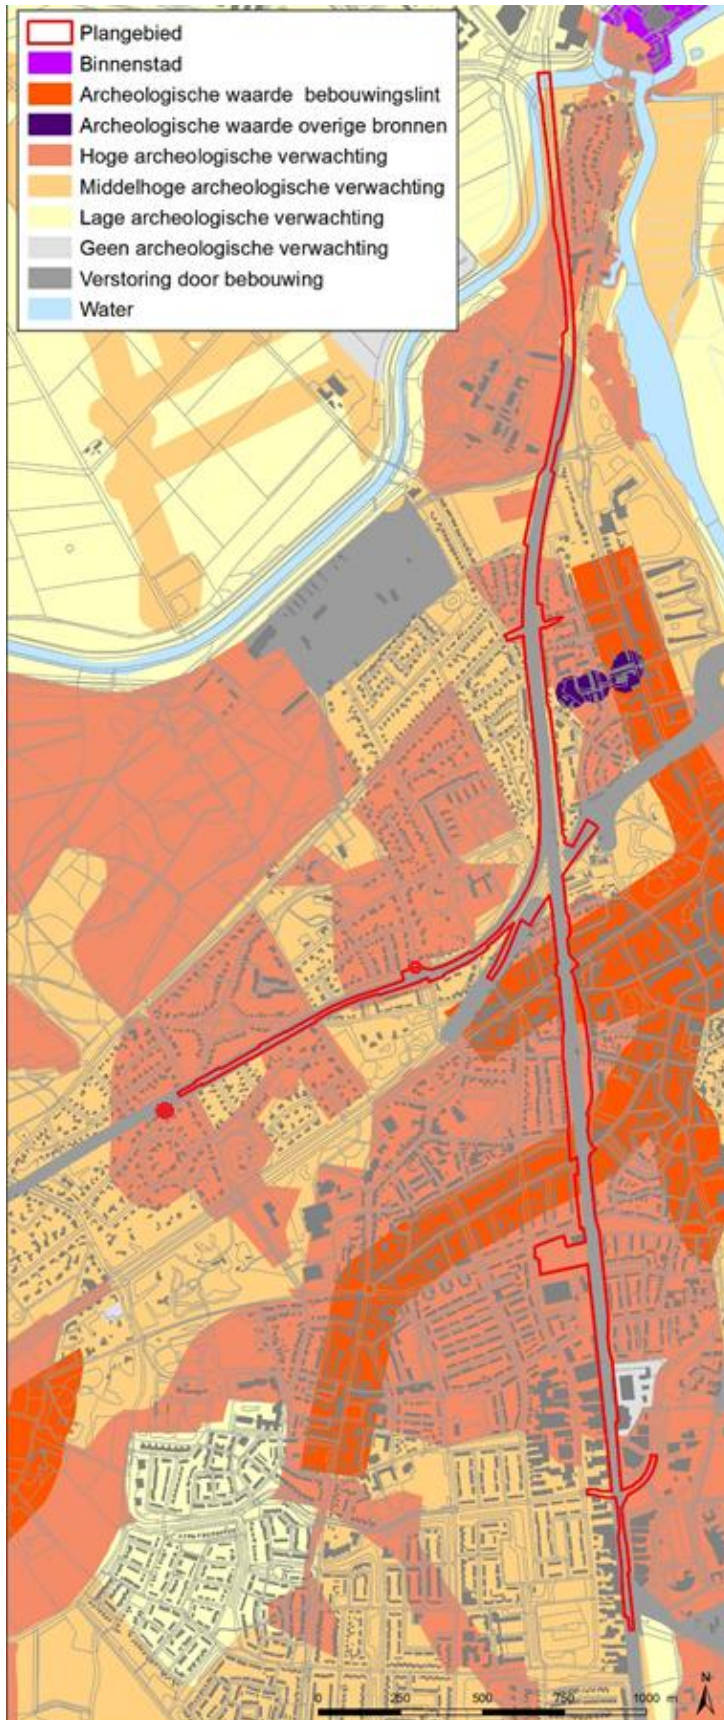 Plangebied
Binnenstad
Archeologische waarde bebouwingslint
Archeologische waarde overige bronnen
Hoge archeologische verwachting
Middelhoge archeologische verwachting
Lage archeologische verwachting
Geen archeologische verwachting
Verstoring door bebouwing
Water
N
0 250 500 750 1000 m